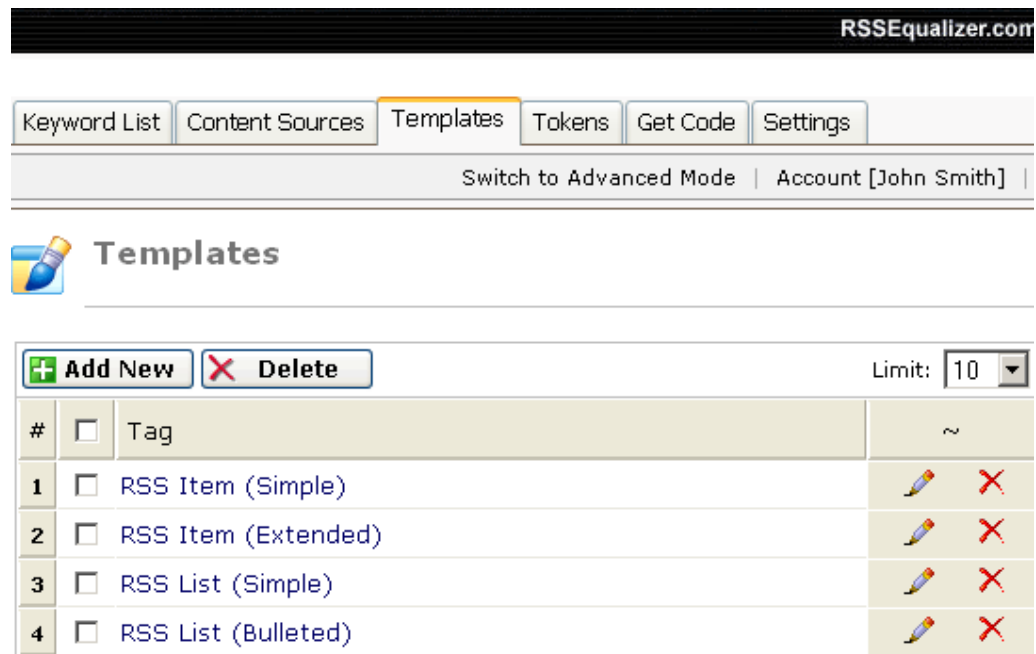 RSSEqualizer.com
Keyword List Content Sources Templates Tokens Get Code Settings
Switch to Advanced Mode | Account [John Smith] |
Templates
Add New Delete Limit: 10
# Tag ~
1 RSS Item (Simple)
2 RSS Item (Extended)
3 RSS List (Simple)
4 RSS List (Bulleted)